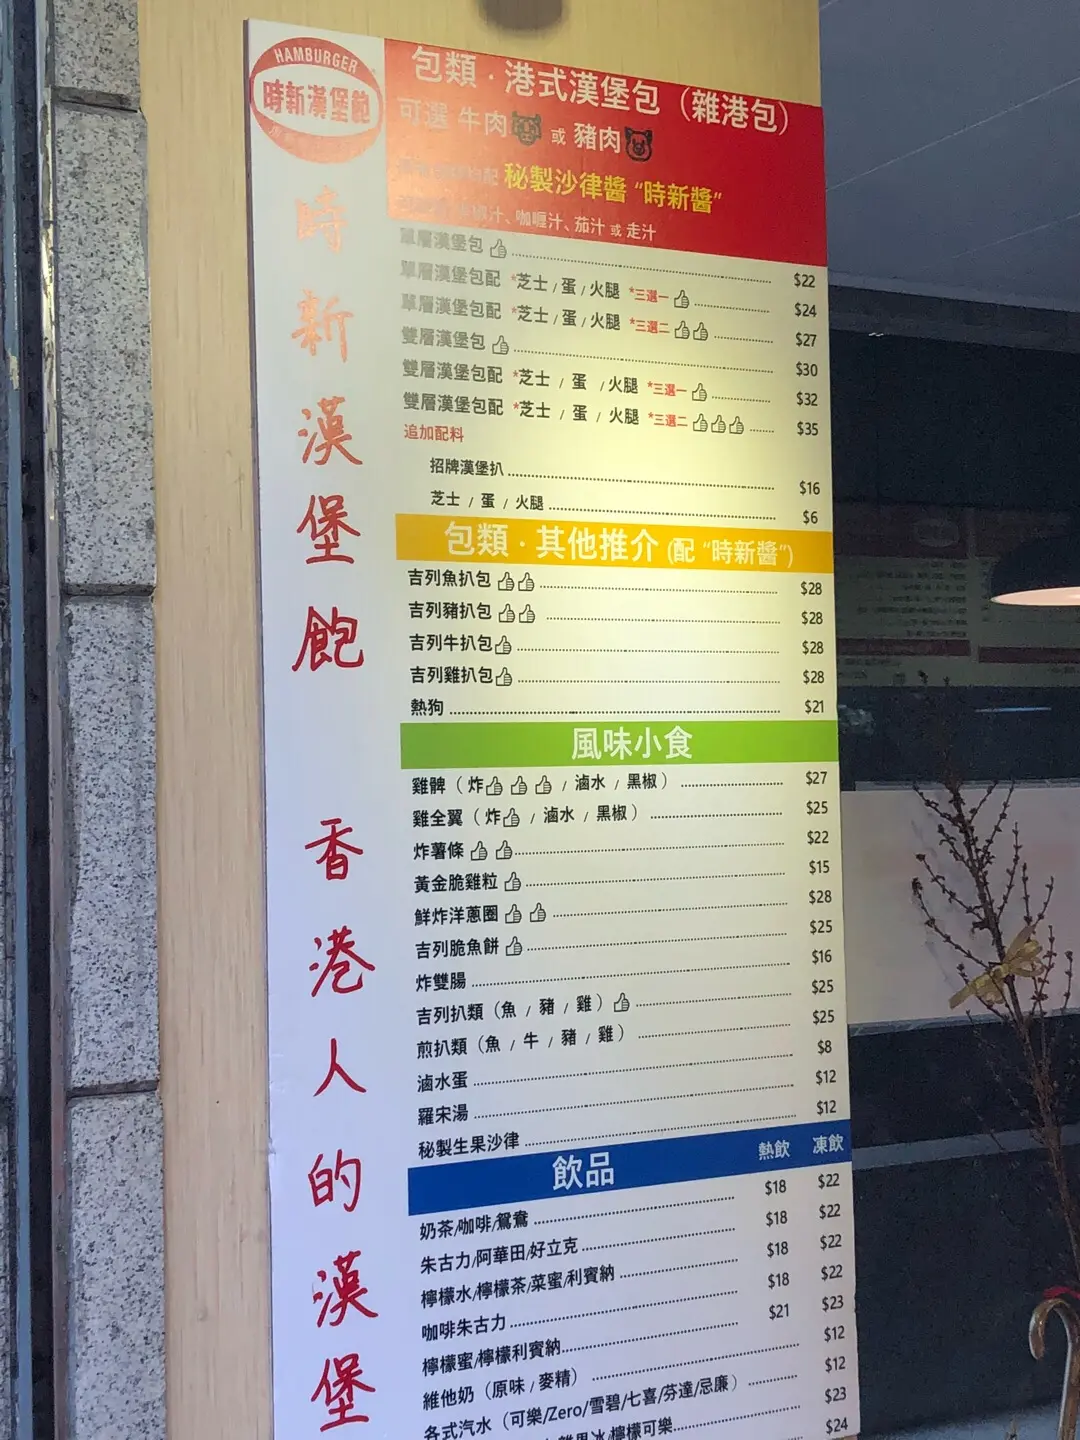 HAMBURGER
時新漢堡飽
時新漢堡飽 香港人的漢堡
包類·港式漢堡包（雜港包）
可選 牛肉 或 豬肉
配 秘製沙律醬 “時新醬”
汁、咖喱汁、茄汁 或 走汁
單層漢堡包 $22
單層漢堡包配 *芝士 / 蛋 / 火腿 *三選一 $24
單層漢堡包配 *芝士 / 蛋 / 火腿 *三選二 $27
雙層漢堡包 $30
雙層漢堡包配 *芝士 / 蛋 / 火腿 *三選一 $32
雙層漢堡包配 *芝士 / 蛋 / 火腿 *三選二 $35
追加配料
招牌漢堡扒 $16
芝士 / 蛋 / 火腿 $6
包類·其他推介 (配 “時新醬”)
吉列魚扒包 $28
吉列豬扒包 $28
吉列牛扒包 $28
吉列雞扒包 $28
熱狗 $21
風味小食
雞髀（炸 / 滷水 / 黑椒） $27
雞全翼（炸 / 滷水 / 黑椒） $25
炸薯條 $22
黃金脆雞粒 $15
鮮炸洋蔥圈 $28
吉列脆魚餅 $25
炸雙腸 $16
吉列扒類（魚 / 豬 / 雞） $25
煎扒類（魚 / 牛 / 豬 / 雞） $25
滷水蛋 $8
羅宋湯 $12
秘製生果沙律 $12
飲品 熱飲 凍飲
奶茶/咖啡/鴛鴦 $18 $22
朱古力/阿華田/好立克 $18 $22
檸檬水/檸檬茶/菜蜜/利賓納 $18 $22
咖啡朱古力 $18 $22
檸檬蜜/檸檬利賓納 $21 $23
維他奶（原味 / 麥精） $12
各式汽水（可樂/Zero/雪碧/七喜/芬達/忌廉） $12
雜果冰/檸檬可樂 $23
$24